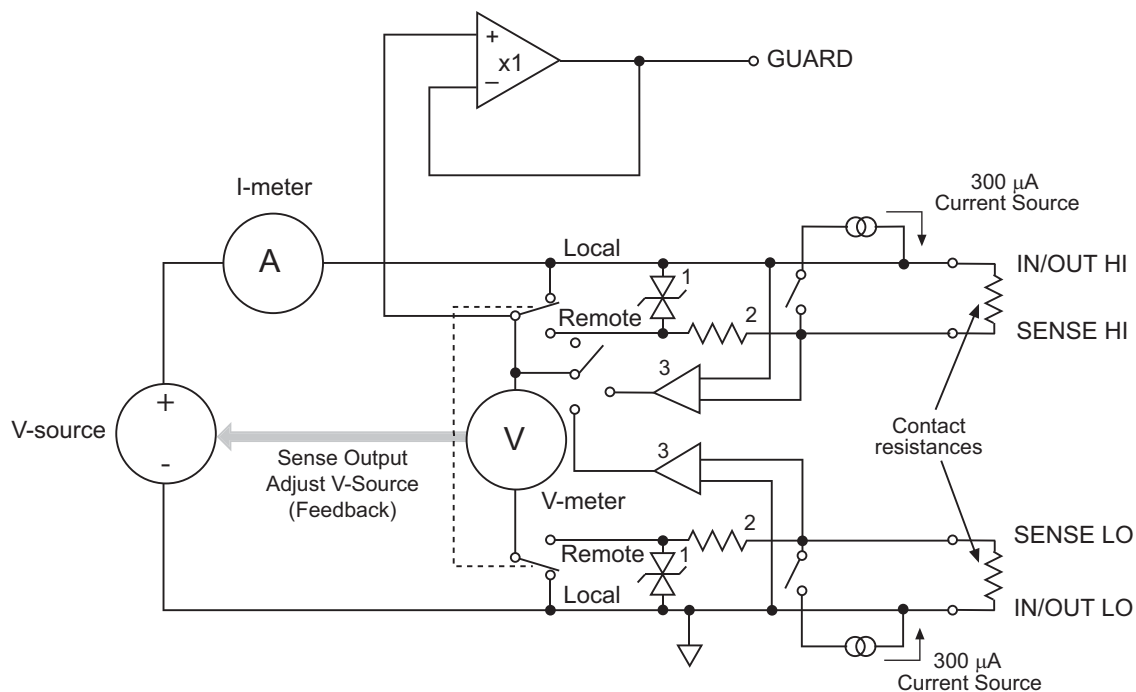 +
x1
−
GUARD
I-meter
A
300 μA
Current Source
Local
1
IN/OUT HI
Remote
2
SENSE HI
3
+
V-source
-
V
Sense Output
Adjust V-Source
(Feedback)
Contact
resistances
3
V-meter
2
SENSE LO
Remote
1
Local
IN/OUT LO
300 μA
Current Source